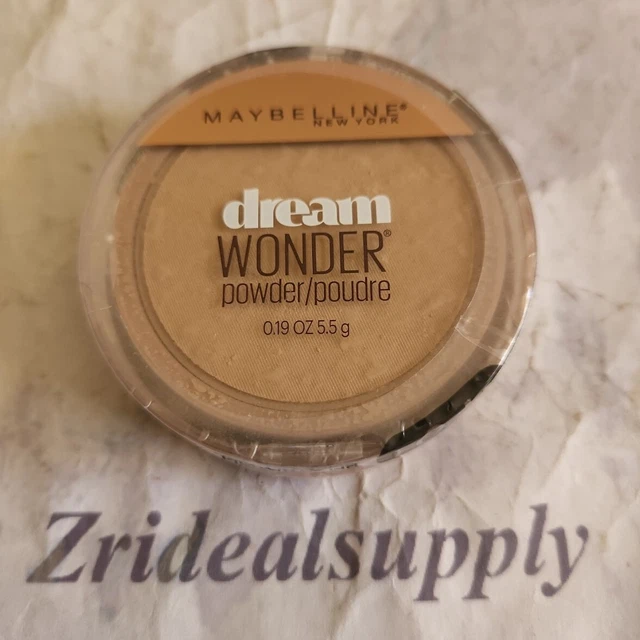 MAYBELLINE®
NEW YORK
dream
WONDER®
powder/poudre
0.19 OZ 5.5 g
Zridealsupply